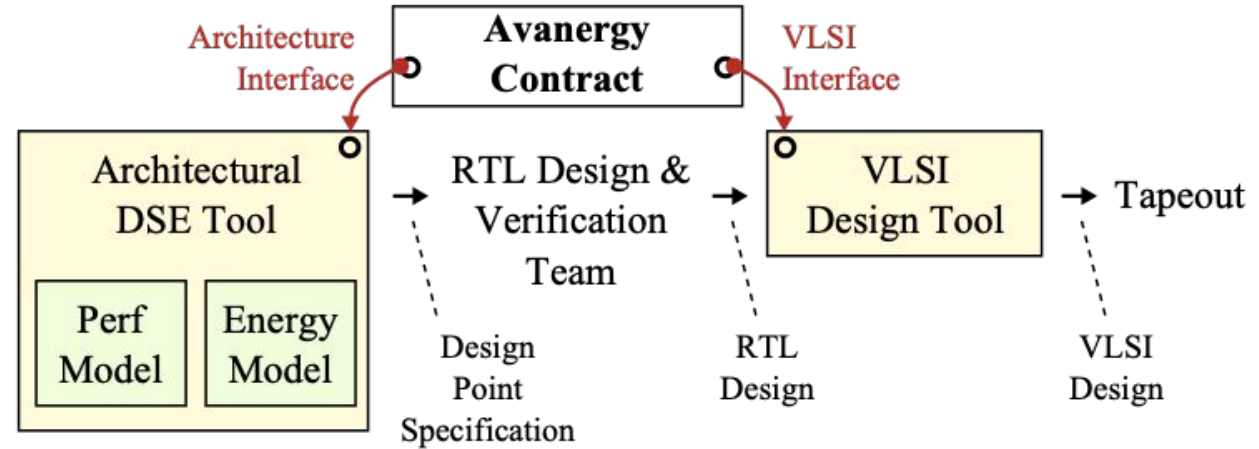 Architecture
Interface
Avanergy
Contract
VLSI
Interface
Architectural
DSE Tool
Perf
Model
Energy
Model
RTL Design &
Verification
Team
VLSI
Design Tool
Tapeout
Design
Point
Specification
RTL
Design
VLSI
Design